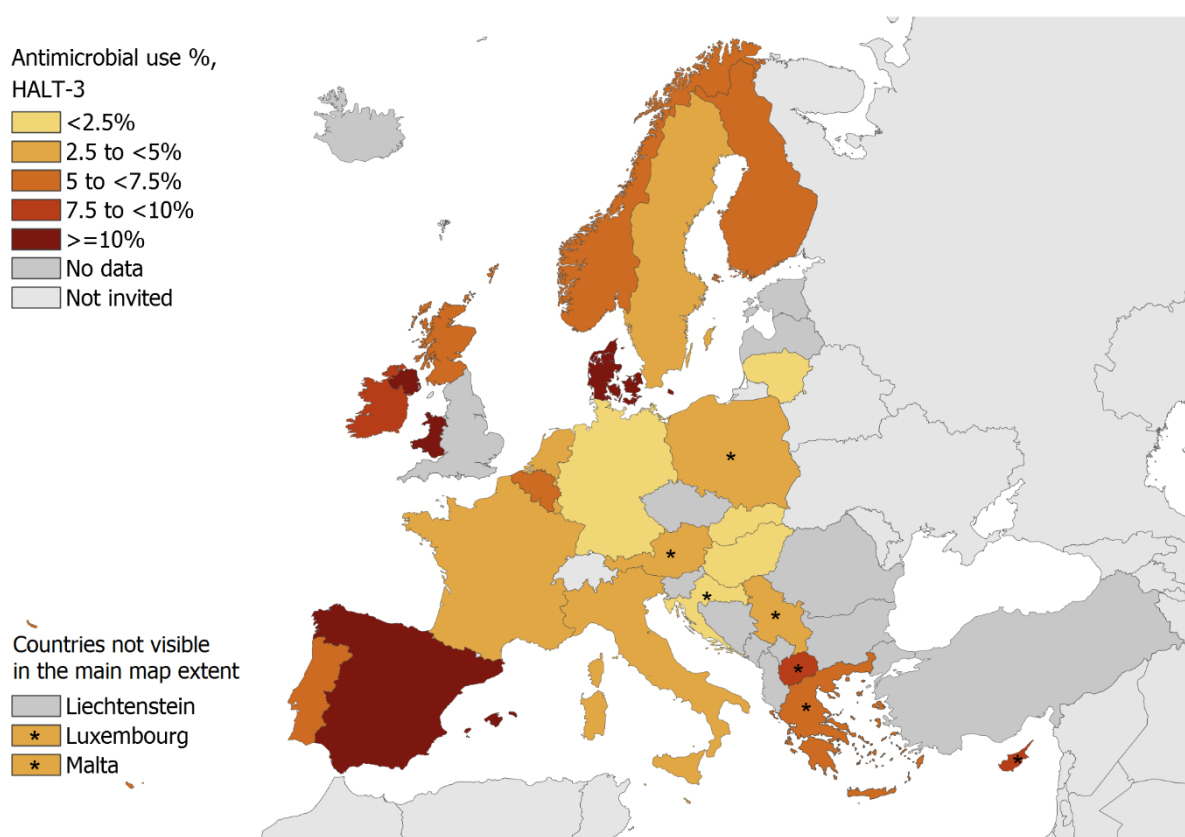 Antimicrobial use %,
HALT-3
<2.5%
2.5 to <5%
5 to <7.5%
7.5 to <10%
>=10%
No data
Not invited
Countries not visible
in the main map extent
Liechtenstein
* Luxembourg
* Malta
*
*
*
*
*
*
*